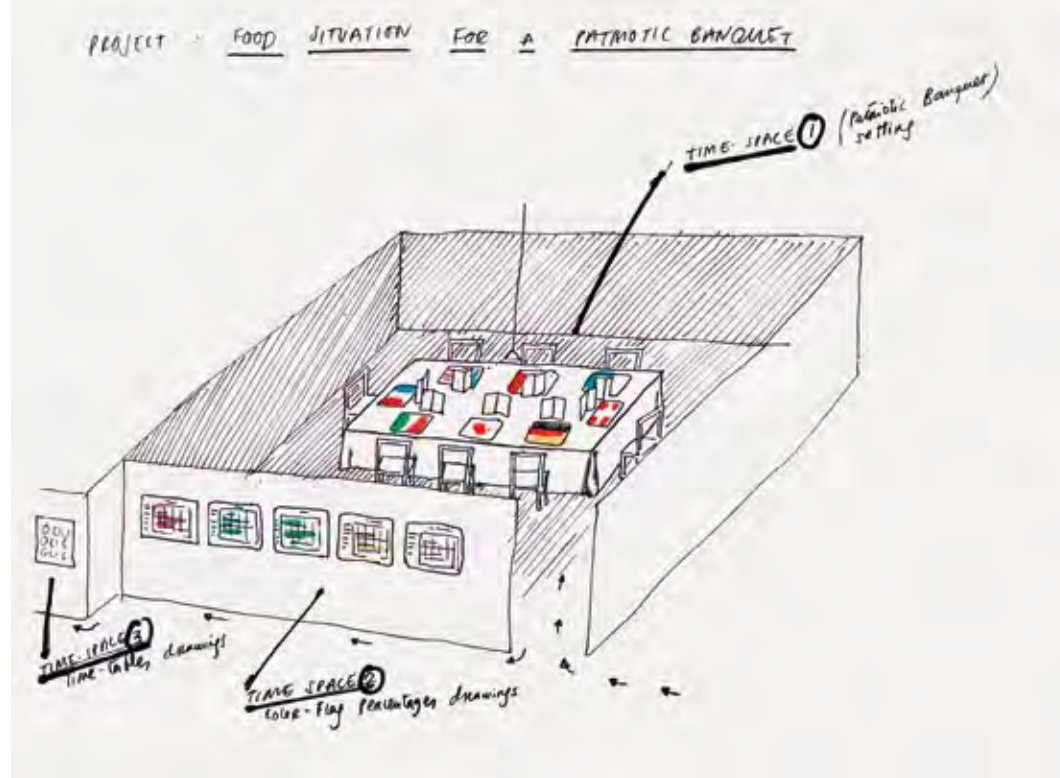 PROJECT : FOOD SITUATION FOR A PATRIOTIC BANQUET
TIME-SPACE 1 (Patriotic Banquet)
setting
TIME-SPACE 3
Time-tables drawings
TIME SPACE 2
Color-Flag Percentages drawings